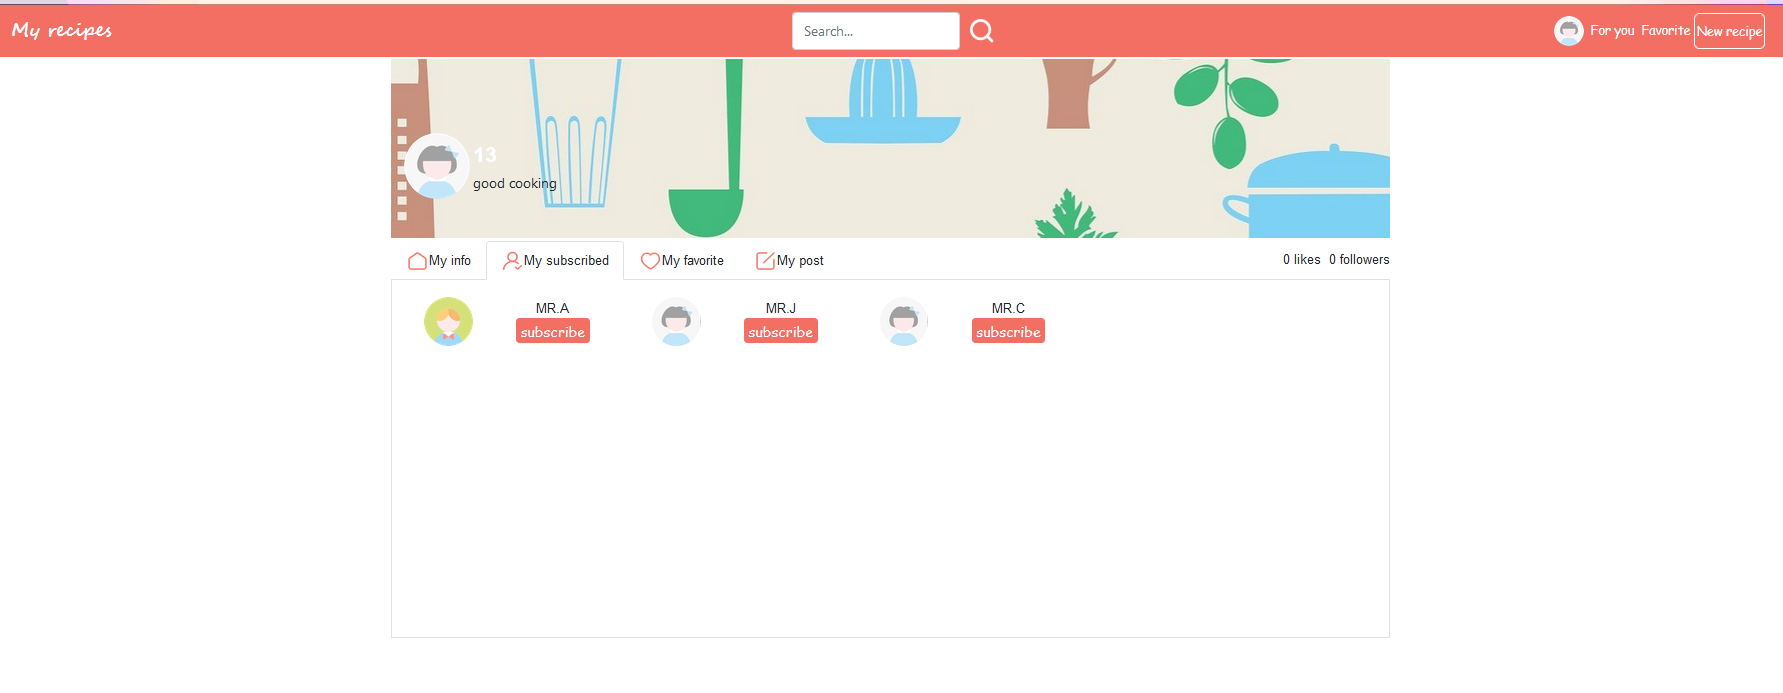 My recipes
Search...
For you Favorite New recipe
13
good cooking
My info My subscribed My favorite My post 0 likes 0 followers
MR.A MR.J MR.C
subscribe subscribe subscribe